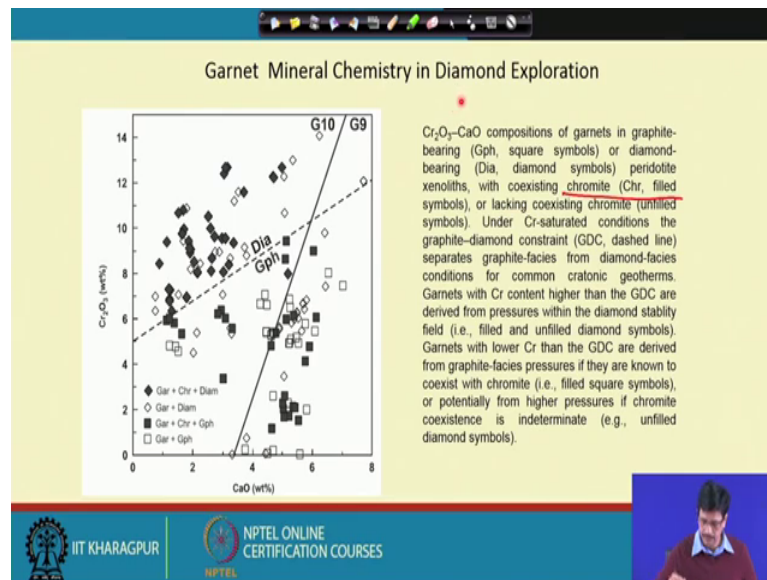 Garnet Mineral Chemistry in Diamond Exploration
G10 G9
14
12
10
8
6
4
2
0
Cr₂O₃ (wt%)
Dia
Gph
Gar + Chr + Diam
Gar + Diam
Gar + Chr + Gph
Gar + Gph
0 2 4 6 8
CaO (wt%)
Cr₂O₃–CaO compositions of garnets in graphite-
bearing (Gph, square symbols) or diamond-
bearing (Dia, diamond symbols) peridotite
xenoliths, with coexisting chromite (Chr, filled
symbols), or lacking coexisting chromite (unfilled
symbols). Under Cr-saturated conditions the
graphite–diamond constraint (GDC, dashed line)
separates graphite-facies from diamond-facies
conditions for common cratonic geotherms.
Garnets with Cr content higher than the GDC are
derived from pressures within the diamond stablity
field (i.e., filled and unfilled diamond symbols).
Garnets with lower Cr than the GDC are derived
from graphite-facies pressures if they are known to
coexist with chromite (i.e., filled square symbols),
or potentially from higher pressures if chromite
coexistence is indeterminate (e.g., unfilled
diamond symbols).
IIT KHARAGPUR
NPTEL
NPTEL ONLINE
CERTIFICATION COURSES